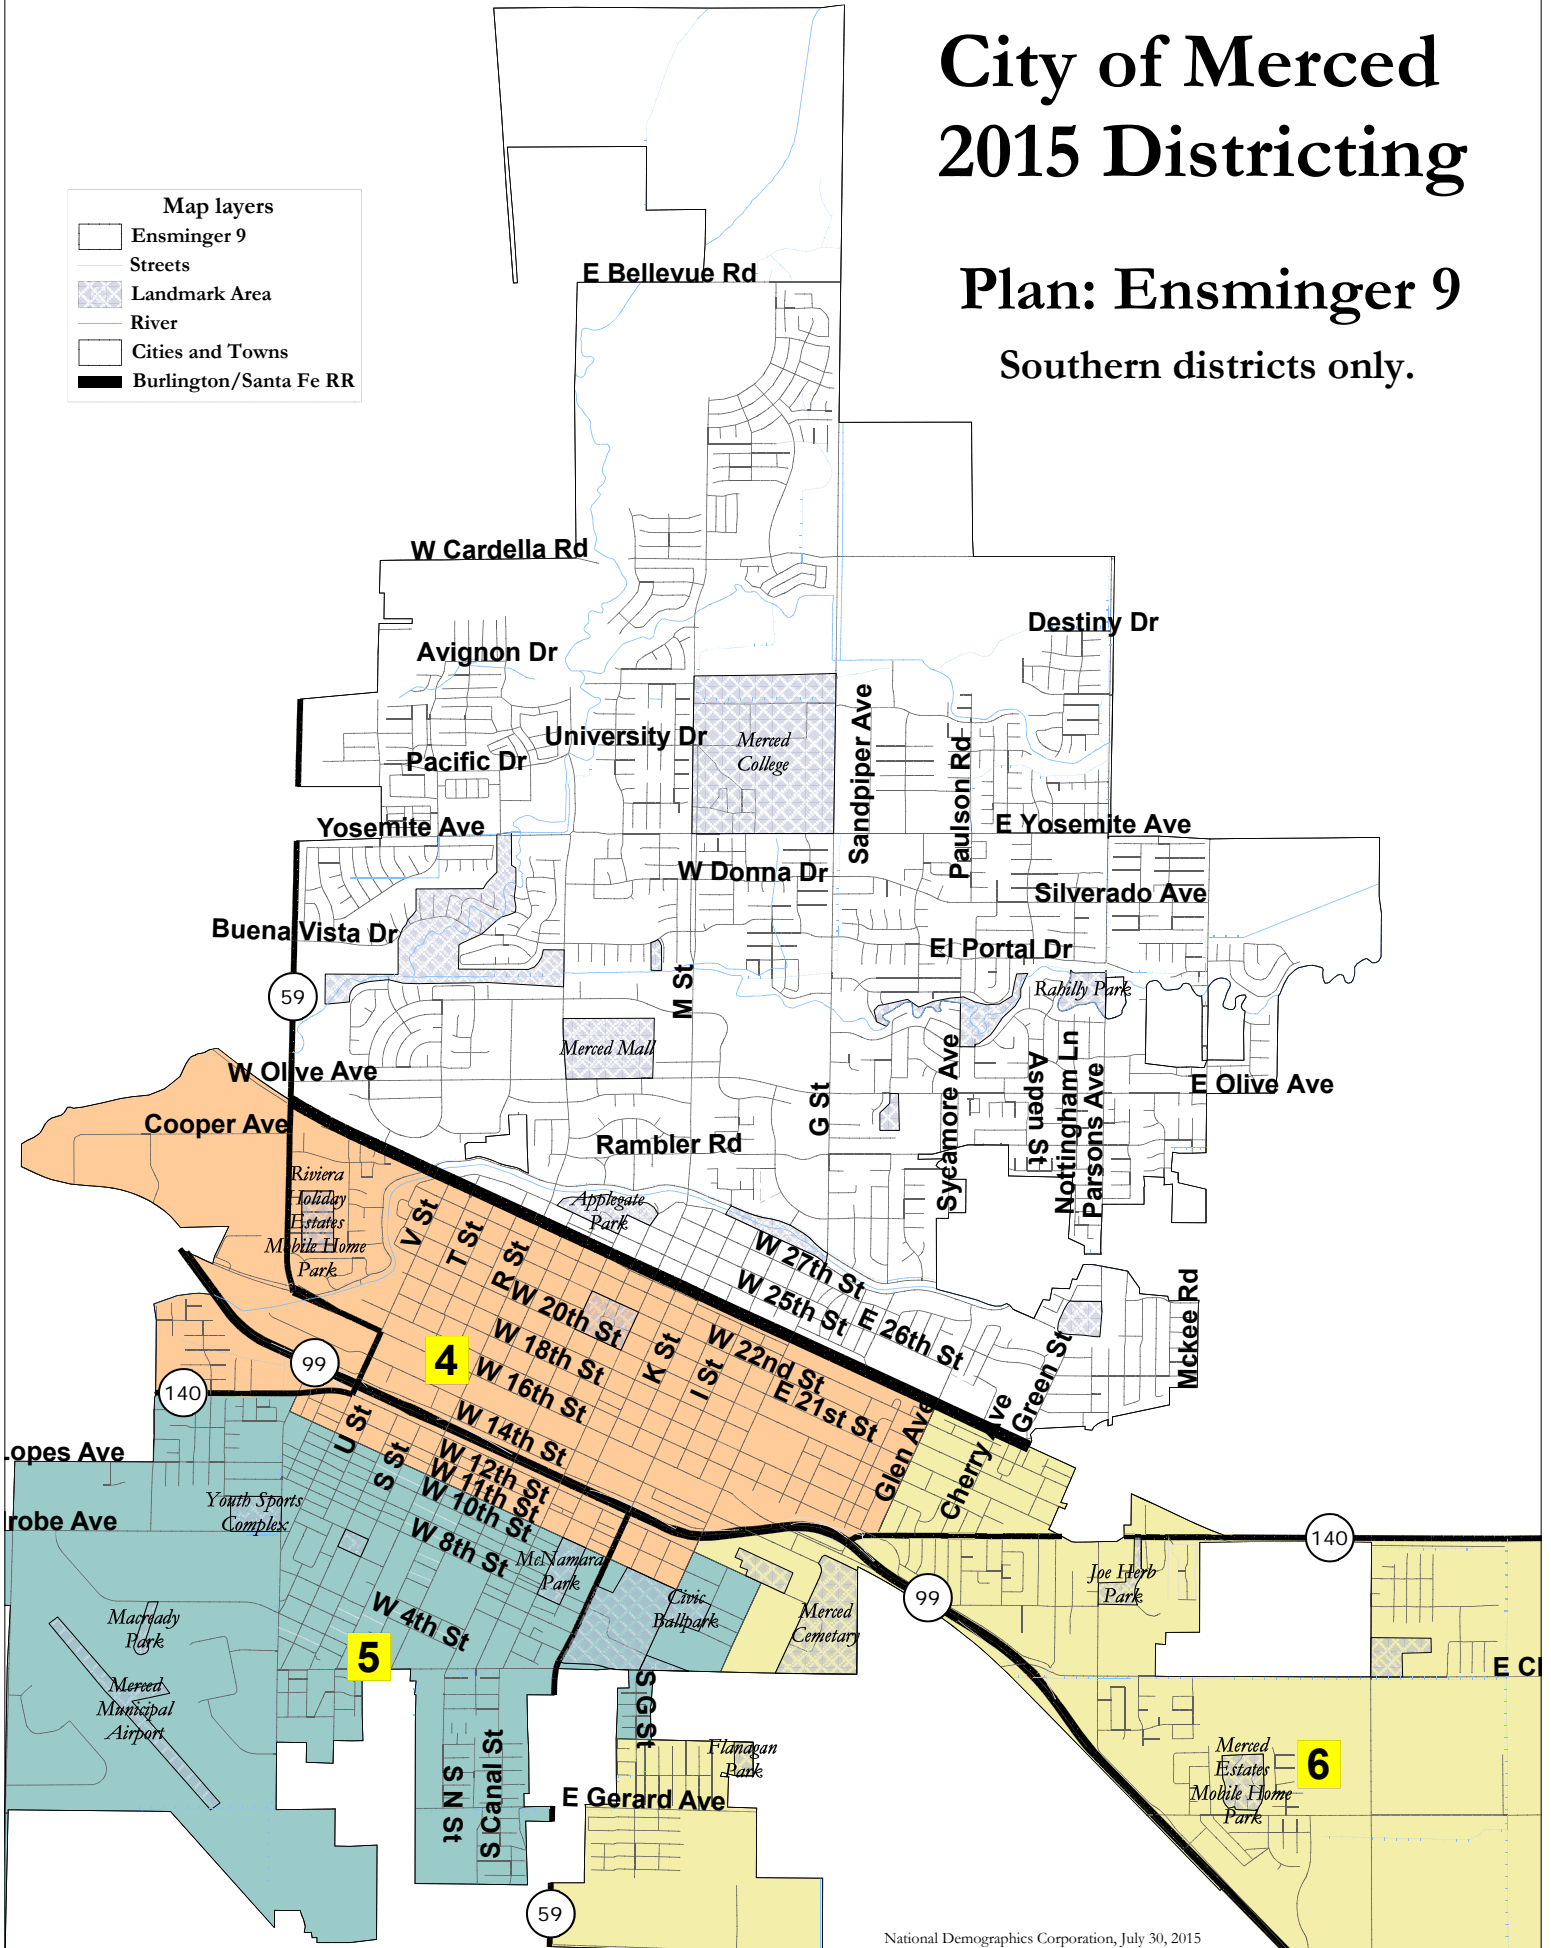 City of Merced
2015 Districting
Plan: Ensminger 9
Southern districts only.
Map layers
Ensminger 9
Streets
Landmark Area
River
Cities and Towns
Burlington/Santa Fe RR
E Bellevue Rd
W Cardella Rd
Destiny Dr
Avignon Dr
University Dr
Merced
College
Sandpiper Ave
Paulson Rd
Pacific Dr
Yosemite Ave
E Yosemite Ave
W Donna Dr
Silverado Ave
Buena Vista Dr
El Portal Dr
M St
59
Rahilly Park
Merced Mall
W Olive Ave
E Olive Ave
Cooper Ave
G St
Sycamore Ave
Aspen St
Nottingham Ln
Parsons Ave
Rambler Rd
Riviera
Holiday
Estates
Mobile Home
Park
Applegate
Park
V St
T St
R St
W 27th St
W 25th St
E 26th St
W 20th St
W 18th St
W 16th St
W 14th St
K St
I St
W 22nd St
E 21st St
Mckee Rd
Green St
Cherry Ave
Glen Ave
4
99
140
U St
S St
W 12th St
W 11th St
W 10th St
W 8th St
W 4th St
Lopes Ave
robe Ave
Youth Sports
Complex
McNamara
Park
Civic
Ballpark
Merced
Cemetary
99
140
Joe Herb
Park
Macready
Park
Merced
Municipal
Airport
5
E C
S G St
Flanagan
Park
S N St
S Canal St
E Gerard Ave
Merced
Estates
Mobile Home
Park
6
59
National Demographics Corporation, July 30, 2015